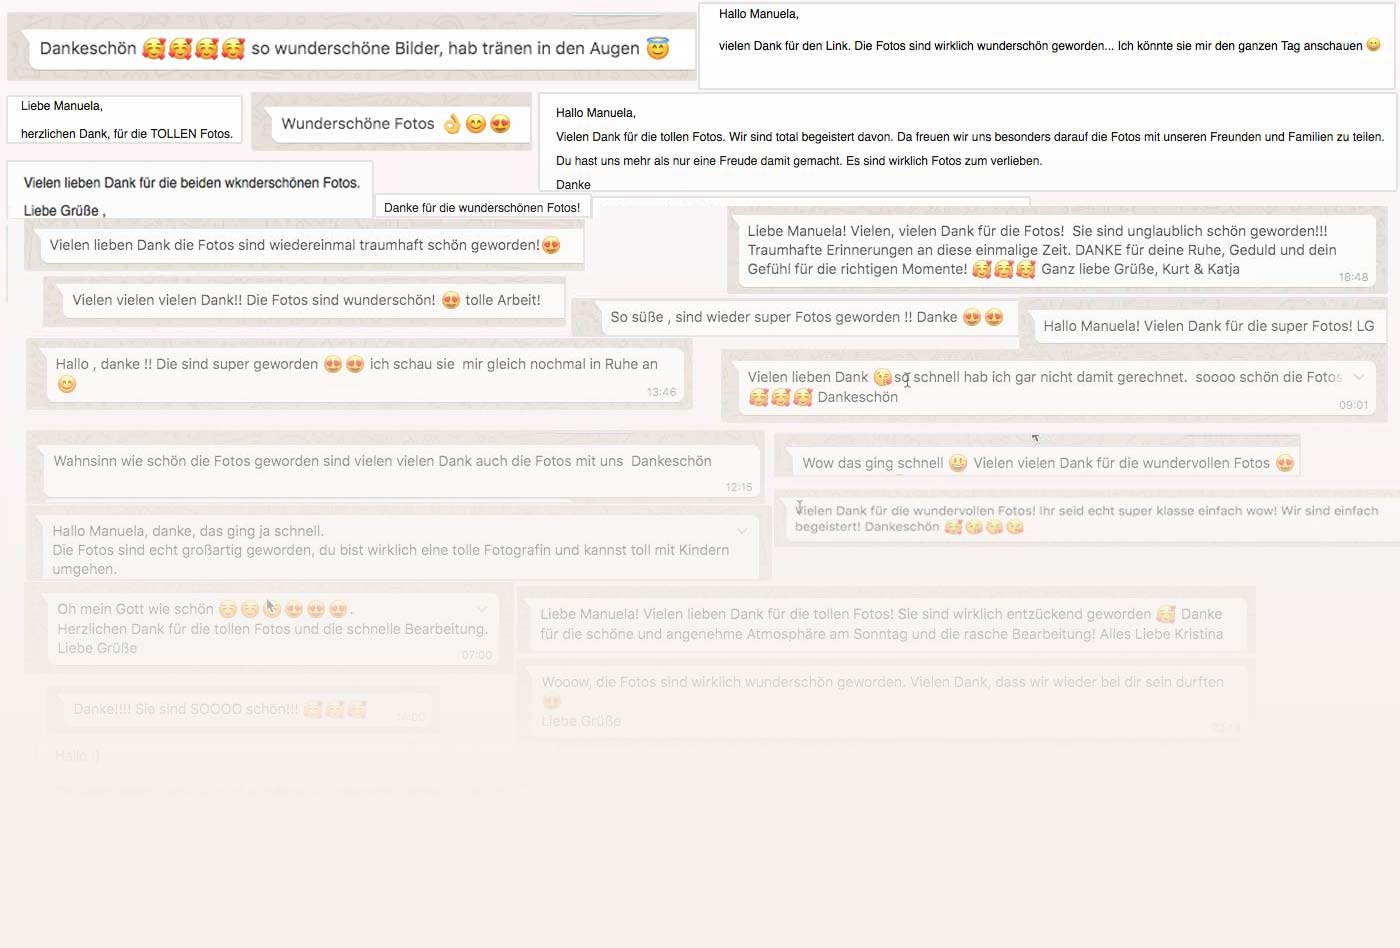 Dankeschön 🥰🥰🥰🥰 so wunderschöne Bilder, hab tränen in den Augen 😇
Hallo Manuela,
vielen Dank für den Link. Die Fotos sind wirklich wunderschön geworden... Ich könnte sie mir den ganzen Tag anschauen 😀
Liebe Manuela,
herzlichen Dank, für die TOLLEN Fotos.
Wunderschöne Fotos 👌😊😍
Hallo Manuela,
Vielen Dank für die tollen Fotos. Wir sind total begeistert davon. Da freuen wir uns besonders darauf die Fotos mit unseren Freunden und Familien zu teilen.
Du hast uns mehr als nur eine Freude damit gemacht. Es sind wirklich Fotos zum verlieben.
Danke
Vielen lieben Dank für die beiden wknderschönen Fotos.
Liebe Grüße ,
Danke für die wunderschönen Fotos!
Vielen lieben Dank die Fotos sind wiedereinmal traumhaft schön geworden!😍
Liebe Manuela! Vielen, vielen Dank für die Fotos! Sie sind unglaublich schön geworden!!!
Traumhafte Erinnerungen an diese einmalige Zeit. DANKE für deine Ruhe, Geduld und dein
Gefühl für die richtigen Momente! 🥰🥰🥰 Ganz liebe Grüße, Kurt & Katja
18:48
Vielen vielen vielen Dank!! Die Fotos sind wunderschön! 😍 tolle Arbeit!
So süße , sind wieder super Fotos geworden !! Danke 😍😍
Hallo Manuela! Vielen Dank für die super Fotos! LG
Hallo , danke !! Die sind super geworden 😍😍 ich schau sie mir gleich nochmal in Ruhe an
😊
13:46
Vielen lieben Dank 😘so schnell hab ich gar nicht damit gerechnet. soooo schön die Fotos
🥰🥰🥰 Dankeschön
09:01
Wahnsinn wie schön die Fotos geworden sind vielen vielen Dank auch die Fotos mit uns Dankeschön
12:15
Wow das ging schnell 😃 Vielen vielen Dank für die wundervollen Fotos 😍
Vielen Dank für die wundervollen Fotos! Ihr seid echt super klasse einfach wow! Wir sind einfach
begeistert! Dankeschön 🥰😘😘😘
Hallo Manuela, danke, das ging ja schnell.
Die Fotos sind echt großartig geworden, du bist wirklich eine tolle Fotografin und kannst toll mit Kindern
umgehen.
Oh mein Gott wie schön ☺️☺️☺️😍😍😍.
Herzlichen Dank für die tollen Fotos und die schnelle Bearbeitung.
Liebe Grüße
07:00
Liebe Manuela! Vielen lieben Dank für die tollen Fotos! Sie sind wirklich entzückend geworden 🥰 Danke
für die schöne und angenehme Atmosphäre am Sonntag und die rasche Bearbeitung! Alles Liebe Kristina
Wooow, die Fotos sind wirklich wunderschön geworden. Vielen Dank, dass wir wieder bei dir sein durften
😍
Liebe Grüße
Danke!!!! Sie sind SOOOO schön!!! 🥰🥰🥰
Hallo :)